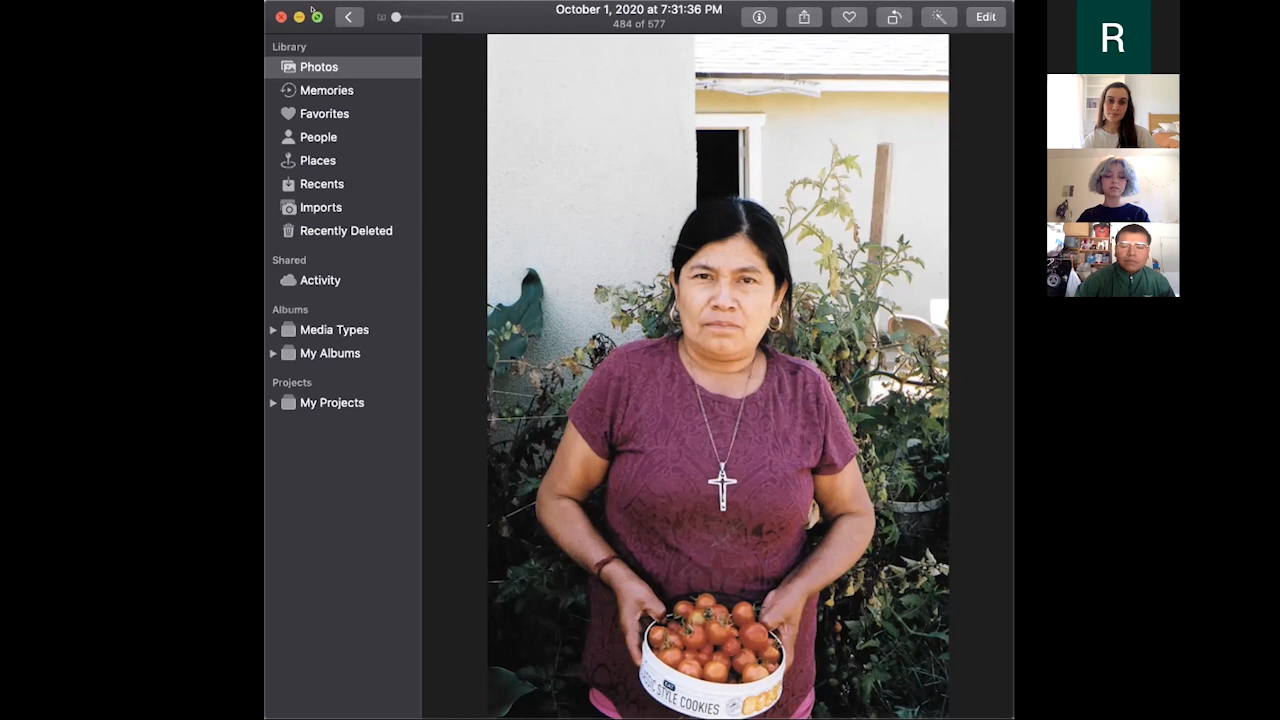 October 1, 2020 at 7:31:36 PM
484 of 577
Edit
Library
Photos
Memories
Favorites
People
Places
Recents
Imports
Recently Deleted
Shared
Activity
Albums
Media Types
My Albums
Projects
My Projects
STYLE COOKIES
R